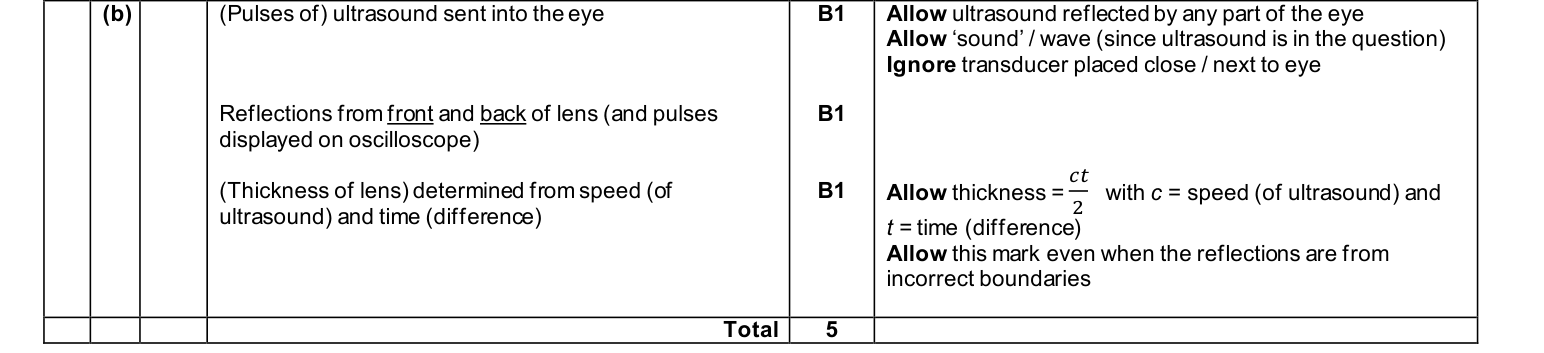 (b) (Pulses of) ultrasound sent into the eye B1 Allow ultrasound reflected by any part of the eye
Allow ‘sound’ / wave (since ultrasound is in the question)
Ignore transducer placed close / next to eye
Reflections from front and back of lens (and pulses B1
displayed on oscilloscope)
(Thickness of lens) determined from speed (of B1 Allow thickness = ct/2 with c = speed (of ultrasound) and
ultrasound) and time (difference) t = time (difference)
Allow this mark even when the reflections are from
incorrect boundaries
Total 5